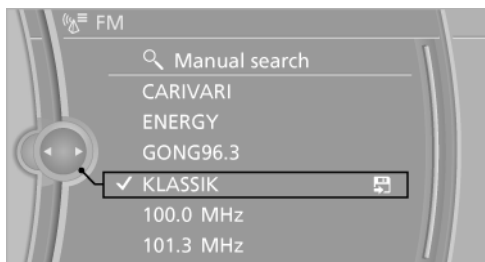 FM
Manual search
CARIVARI
ENERGY
GONG96.3
KLASSIK
100.0 MHz
101.3 MHz